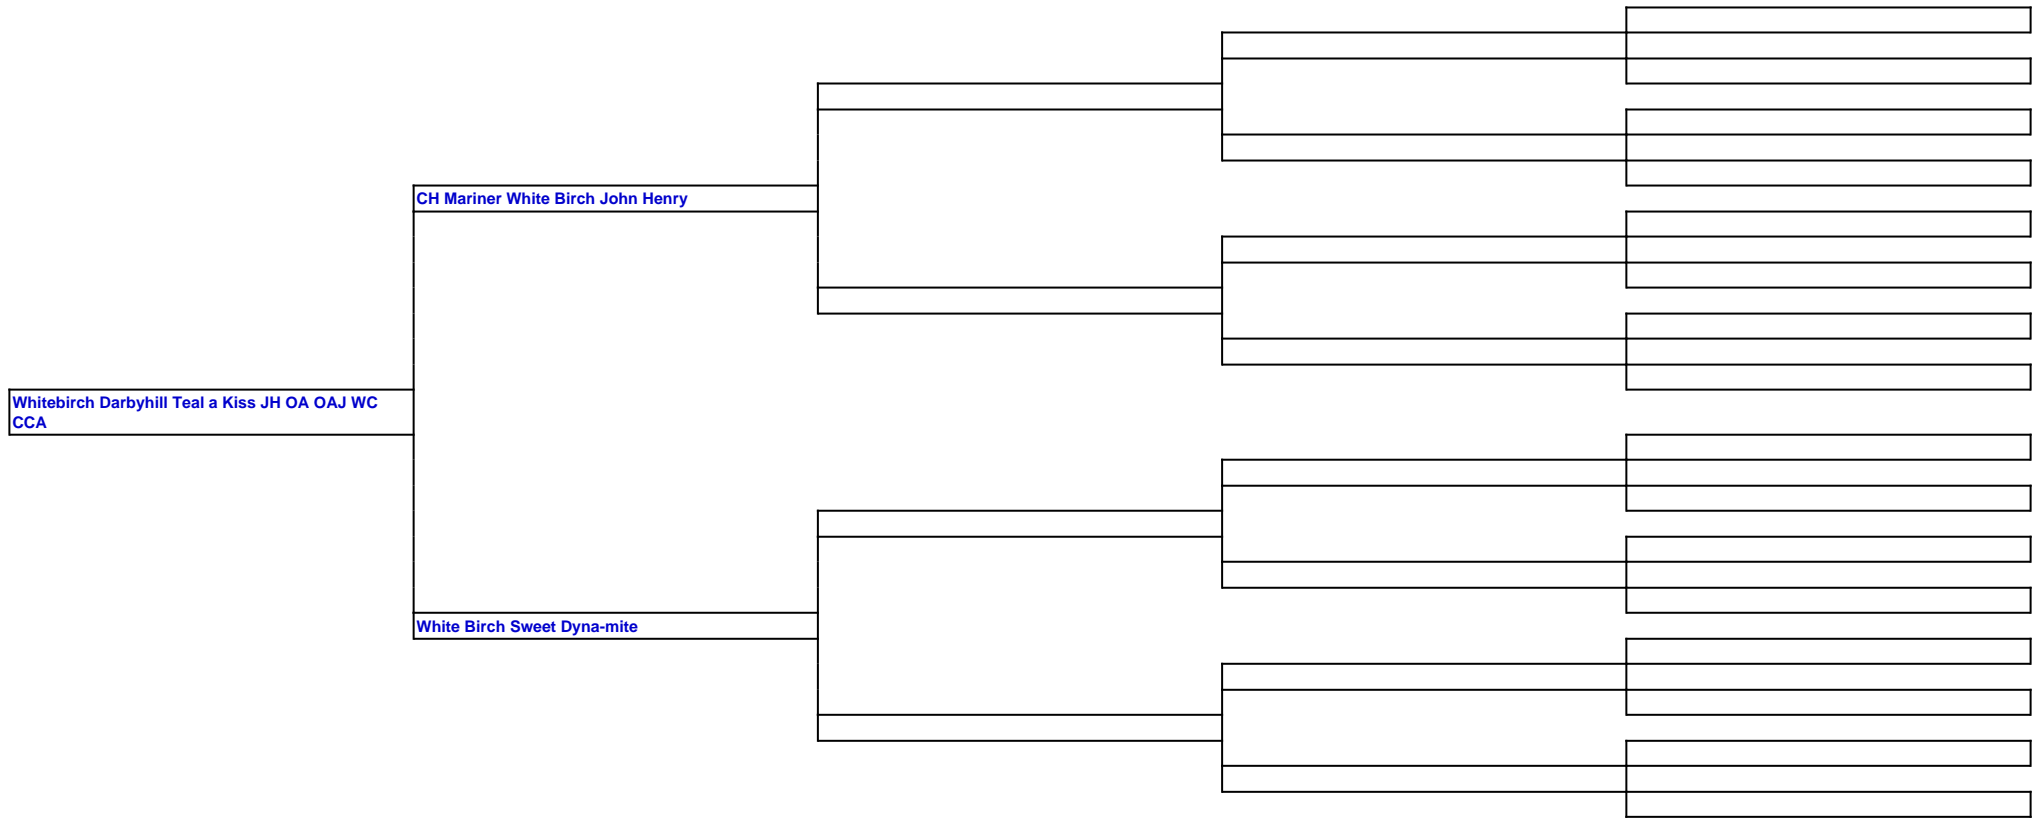 CH Mariner White Birch John Henry
Whitebirch Darbyhill Teal a Kiss JH OA OAJ WC
CCA
White Birch Sweet Dyna-mite